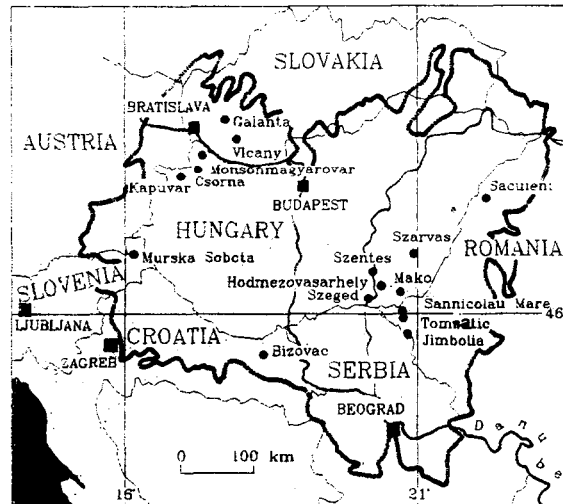 SLOVAKIA
BRATISLAVA
Galanta
AUSTRIA
Vlcany
Monsonmagyarovar
Csorna
Kapuvar
BUDAPEST
Saculeni
HUNGARY
Szarvas
ROMANIA
Murska Sobota
Szentes
SLOVENIA
Hodmezovasarhely
Mako
Szeged
Sannicolau Mare
LJUBLJANA
46
Tomnatic
CROATIA
Jimbolia
ZAGREB
Bizovac
SERBIA
BEOGRAD
Danube
0 100 km
15
21